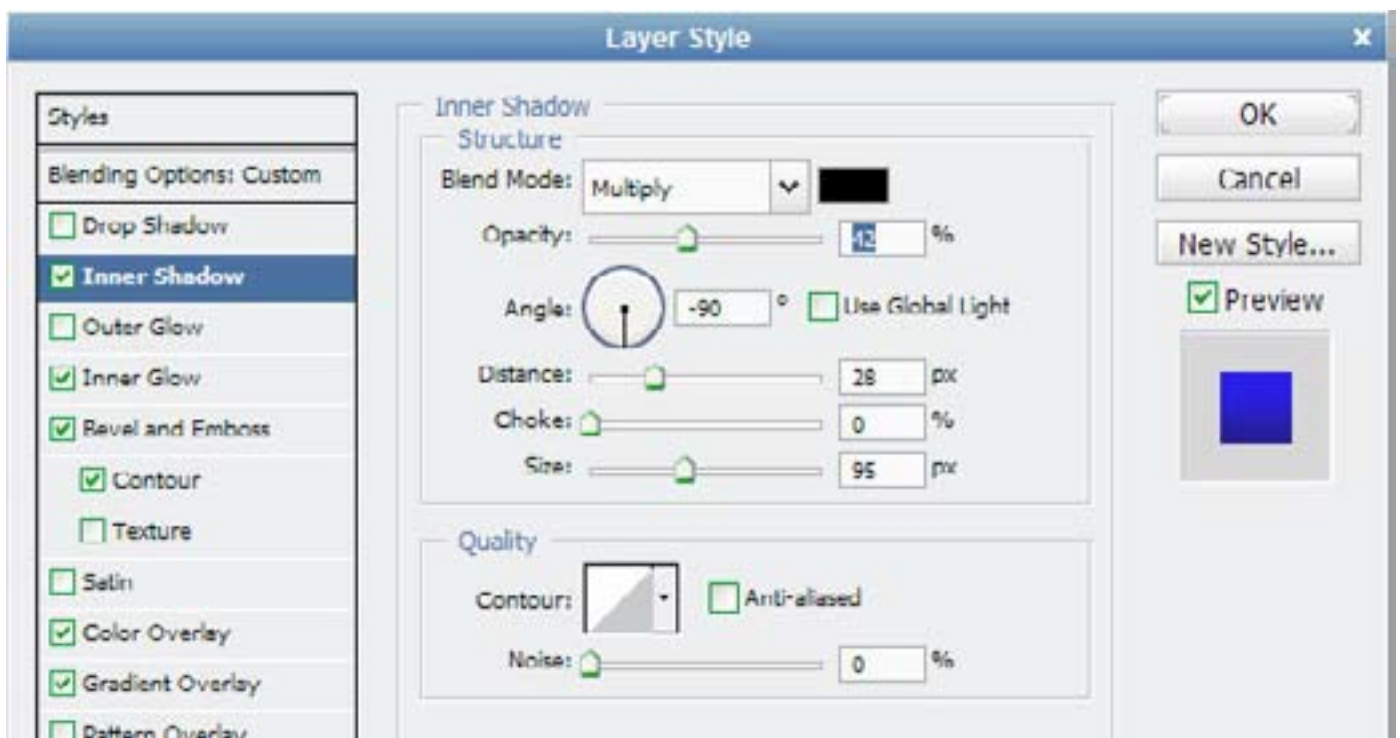 Layer Style
Styles
Blending Options: Custom
Drop Shadow
Inner Shadow
Outer Glow
Inner Glow
Bevel and Emboss
Contour
Texture
Satin
Color Overlay
Gradient Overlay
Pattern Overlay
Inner Shadow
Structure
Blend Mode: Multiply
Opacity: 42 %
Angle: -90 ° Use Global Light
Distance: 28 px
Choke: 0 %
Size: 95 px
Quality
Contour: Anti-aliased
Noise: 0 %
OK
Cancel
New Style...
Preview